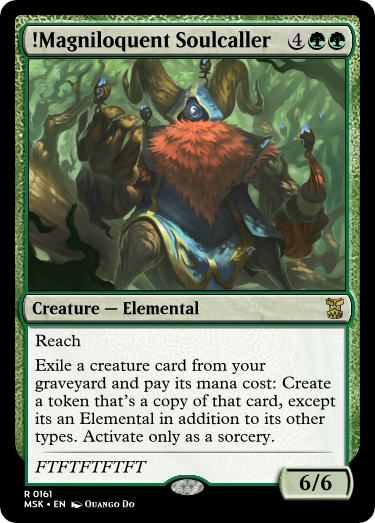 !Magniloquent Soulcaller 4
Creature — Elemental
Reach
Exile a creature card from your
graveyard and pay its mana cost: Create
a token that's a copy of that card, except
its an Elemental in addition to its other
types. Activate only as a sorcery.
FTFTFTFTFT
6/6
R 0161
MSK • EN Quango Do